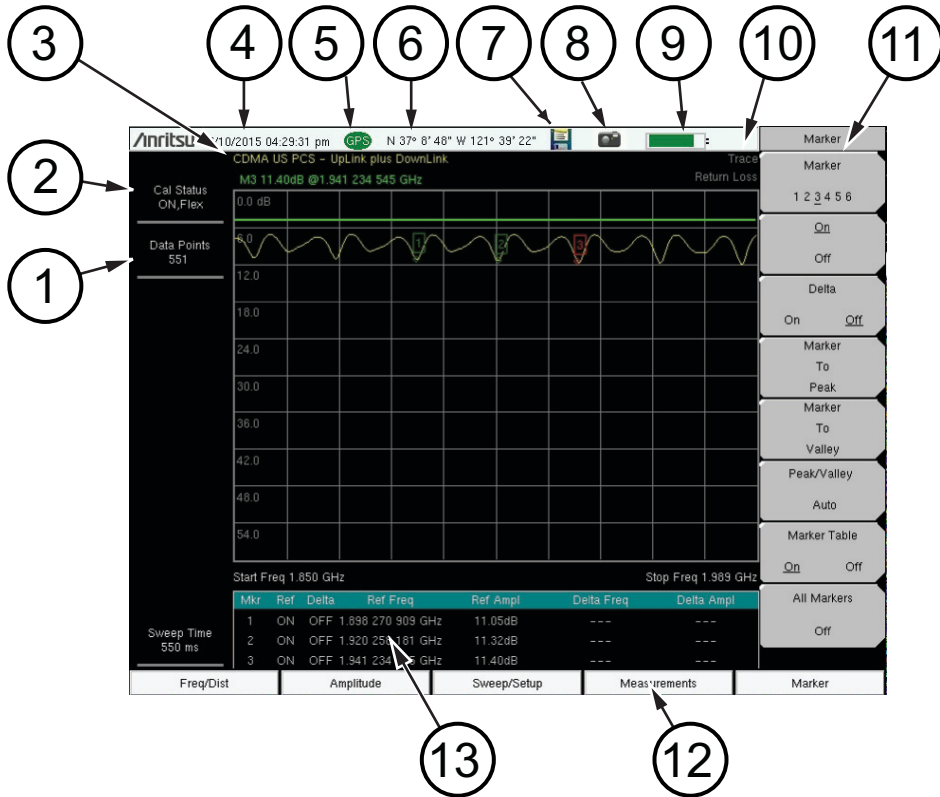 3 4 5 6 7 8 9 10 11
Anritsu /10/2015 04:29:31 pm GPS N 37° 8' 48" W 121° 39' 22" Marker
CDMA US PCS - UpLink plus DownLink Trace
M3 11.40dB @1.941 234 545 GHz Return Loss
2
Cal Status
ON,Flex
1
Data Points
551
0.0 dB
6.0
1 2 3
12.0
18.0
24.0
30.0
36.0
42.0
48.0
54.0
Start Freq 1.850 GHz Stop Freq 1.989 GHz
Mkr Ref Delta Ref Freq Ref Ampl Delta Freq Delta Ampl
1 ON OFF 1.898 270 909 GHz 11.05dB ---  ---
2 ON OFF 1.920 181 GHz 11.32dB --- ---
3 ON OFF 1.941 234 GHz 11.40dB --- ---
Sweep Time
550 ms
Marker
1 2 3 4 5 6
On
Off
Delta
On Off
Marker
To
Peak
Marker
To
Valley
Peak/Valley
Auto
Marker Table
On Off
All Markers
Off
Freq/Dist Amplitude Sweep/Setup Measurements Marker
13 12